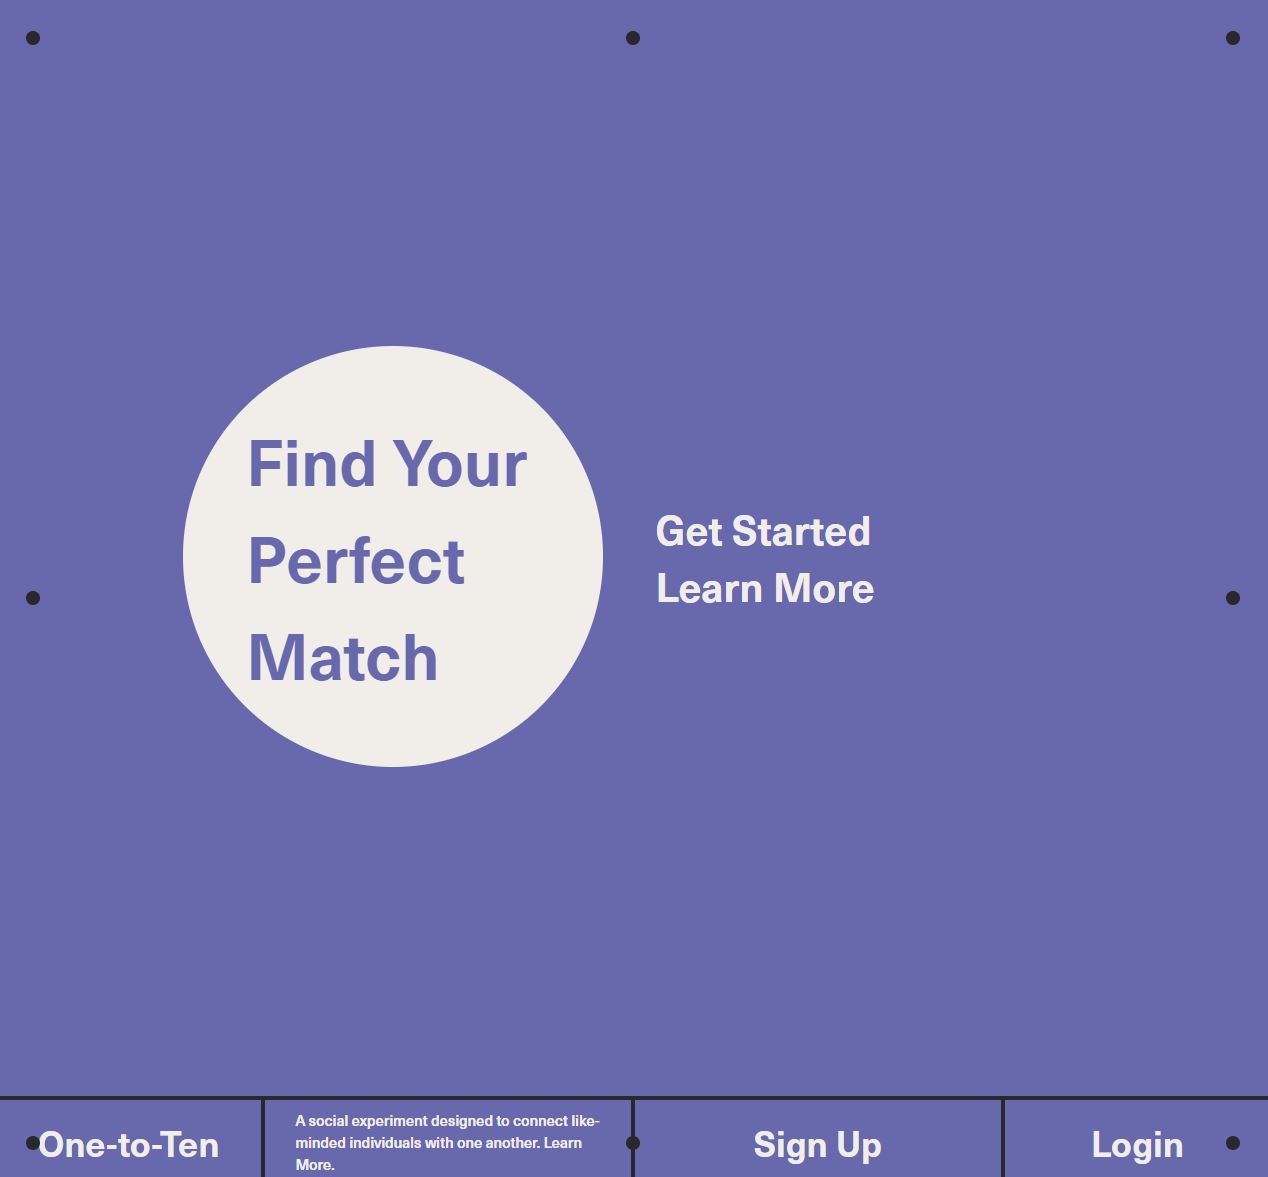 Find Your
Perfect
Match
Get Started
Learn More
One-to-Ten
A social experiment designed to connect like-
minded individuals with one another. Learn
More.
Sign Up
Login